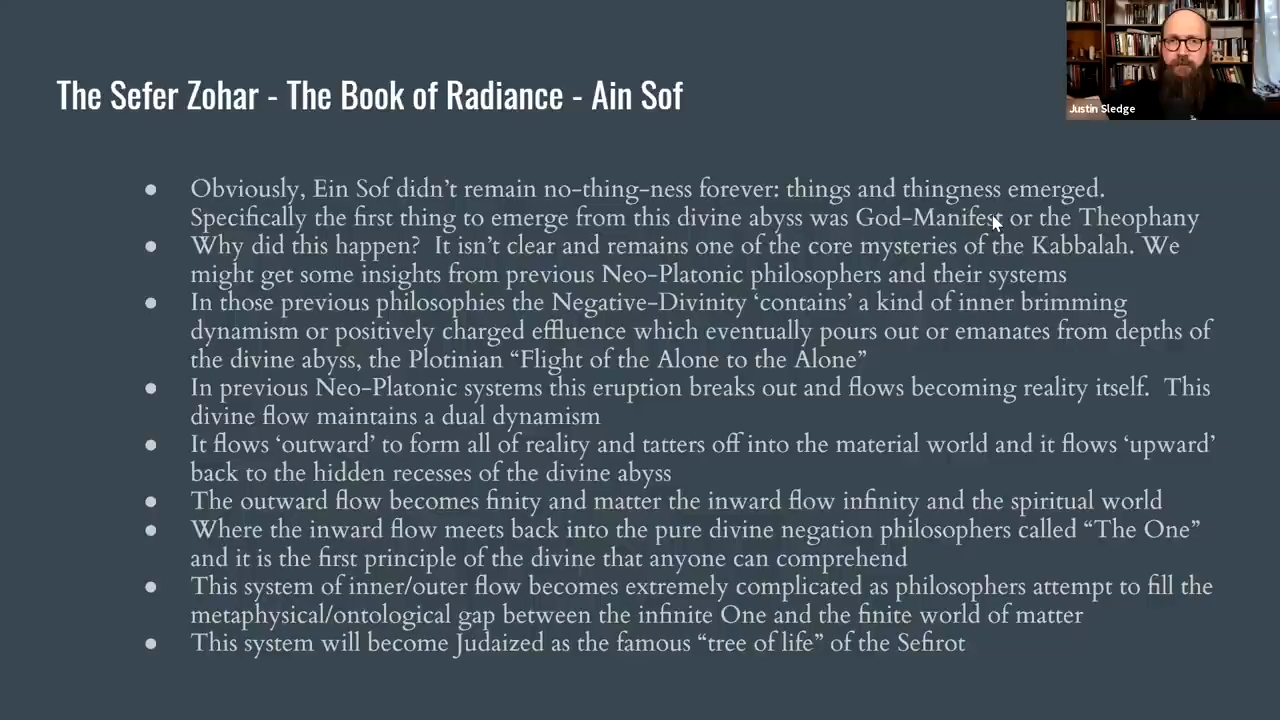 The Sefer Zohar - The Book of Radiance - Ain Sof
Justin Sledge
● Obviously, Ein Sof didn’t remain no-thing-ness forever: things and thingness emerged.
Specifically the first thing to emerge from this divine abyss was God-Manifest or the Theophany
● Why did this happen? It isn’t clear and remains one of the core mysteries of the Kabbalah. We
might get some insights from previous Neo-Platonic philosophers and their systems
● In those previous philosophies the Negative-Divinity ‘contains’ a kind of inner brimming
dynamism or positively charged effluence which eventually pours out or emanates from depths of
the divine abyss, the Plotinian “Flight of the Alone to the Alone”
● In previous Neo-Platonic systems this eruption breaks out and flows becoming reality itself. This
divine flow maintains a dual dynamism
● It flows ‘outward’ to form all of reality and tatters off into the material world and it flows ‘upward’
back to the hidden recesses of the divine abyss
● The outward flow becomes finity and matter the inward flow infinity and the spiritual world
● Where the inward flow meets back into the pure divine negation philosophers called “The One”
and it is the first principle of the divine that anyone can comprehend
● This system of inner/outer flow becomes extremely complicated as philosophers attempt to fill the
metaphysical/ontological gap between the infinite One and the finite world of matter
● This system will become Judaized as the famous “tree of life” of the Sefirot